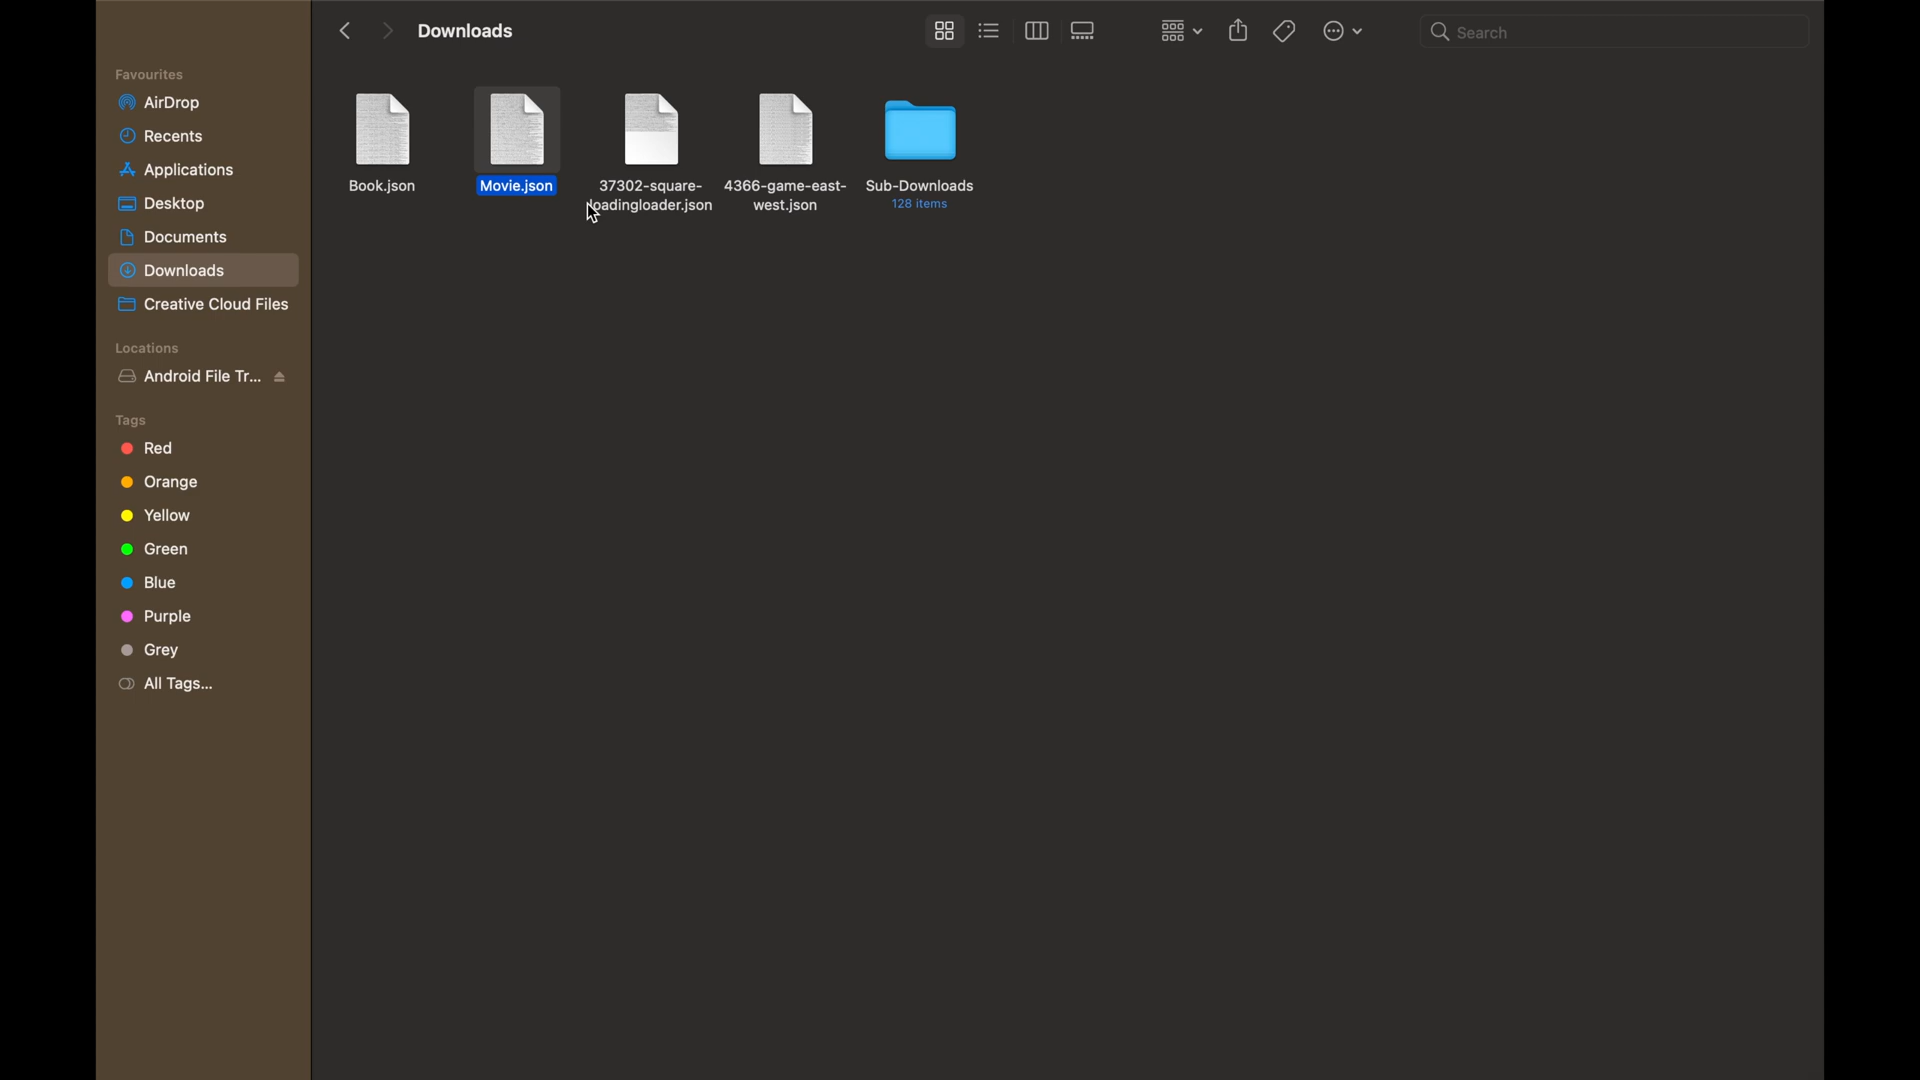 Downloads
Search
Favourites
AirDrop
Recents
Applications
Desktop
Documents
Downloads
Creative Cloud Files
Locations
Android File Tr...
Tags
Red
Orange
Yellow
Green
Blue
Purple
Grey
All Tags...
Book.json
Movie.json
37302-square-
loadingloader.json
4366-game-east-
west.json
Sub-Downloads
128 items